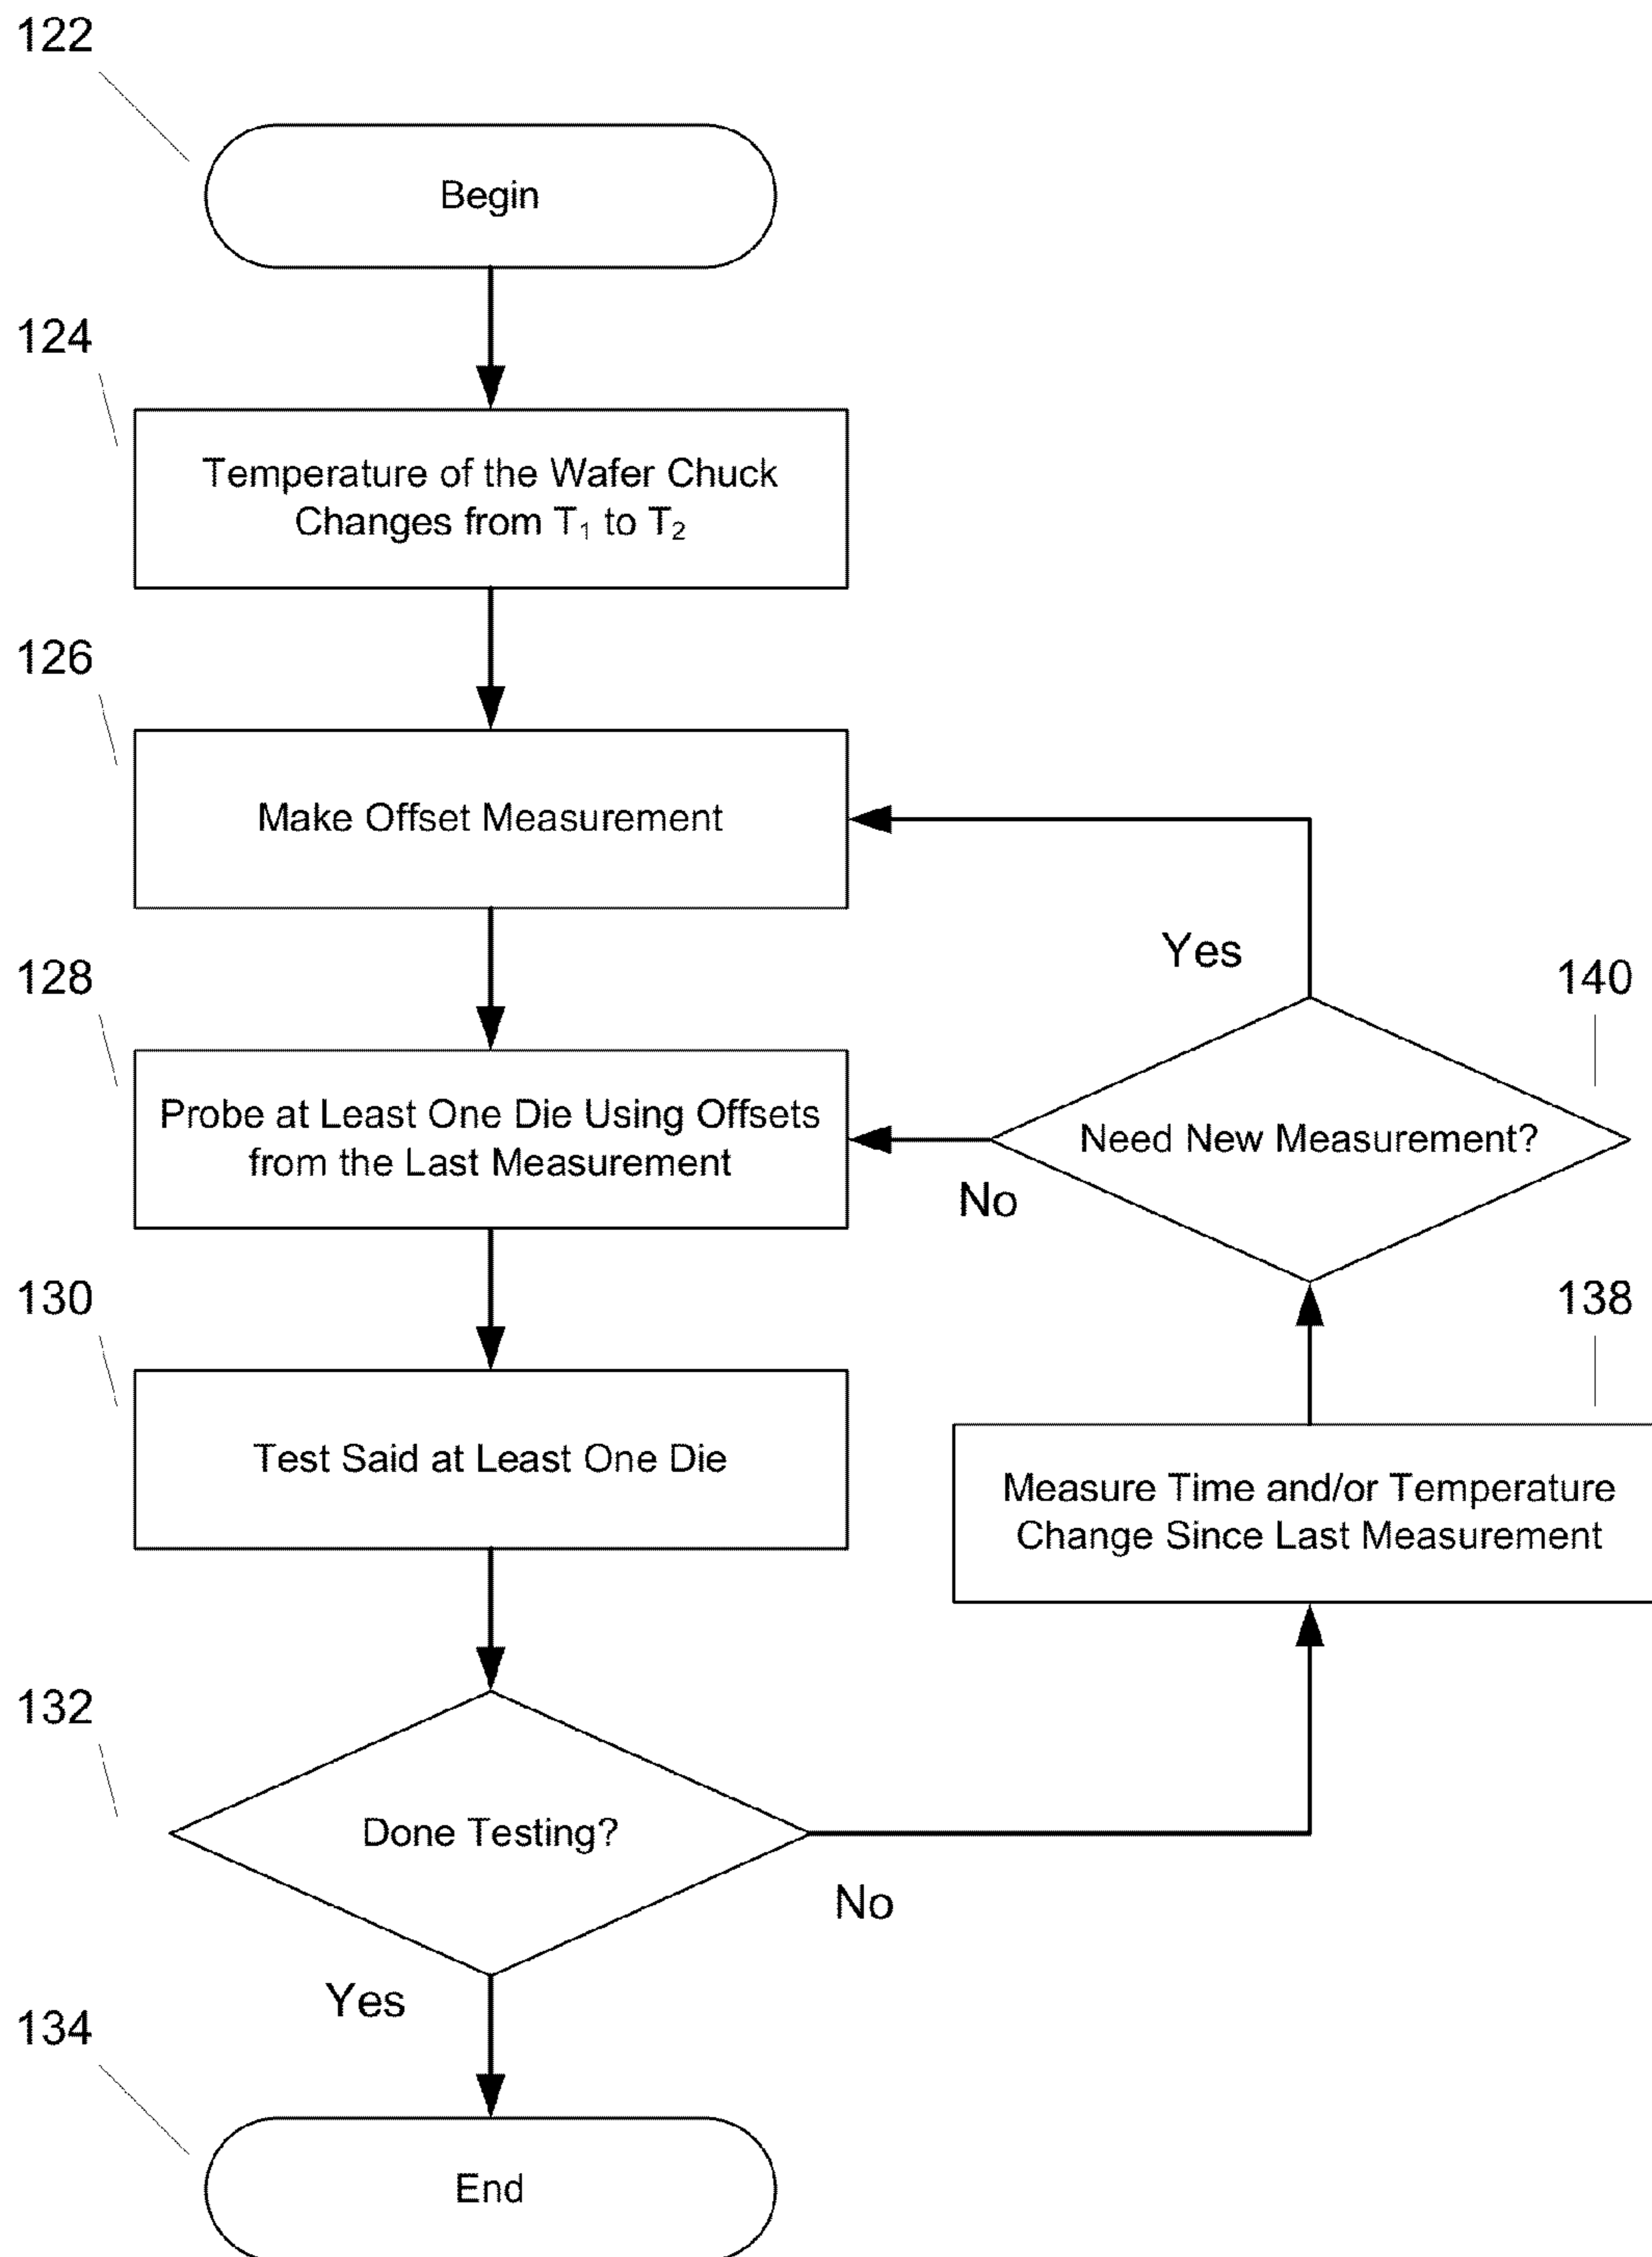 122
Begin
124
Temperature of the Wafer Chuck
Changes from T₁ to T₂
126
Make Offset Measurement
Yes
128
140
Probe at Least One Die Using Offsets
from the Last Measurement
Need New Measurement?
No
130
138
Test Said at Least One Die
Measure Time and/or Temperature
Change Since Last Measurement
132
Done Testing?
No
Yes
134
End